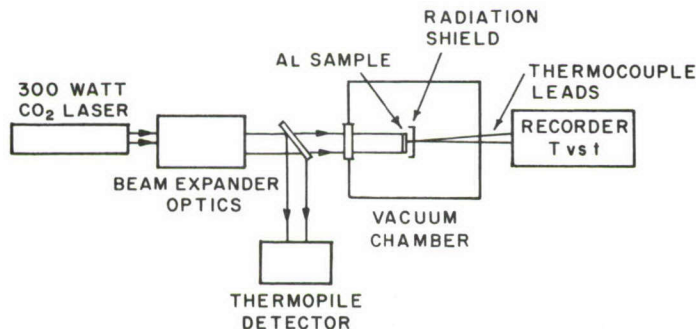 RADIATION
SHIELD
AL SAMPLE
THERMOCOUPLE
LEADS
300 WATT
CO₂ LASER
RECORDER
T vs t
BEAM EXPANDER
OPTICS
VACUUM
CHAMBER
THERMOPILE
DETECTOR